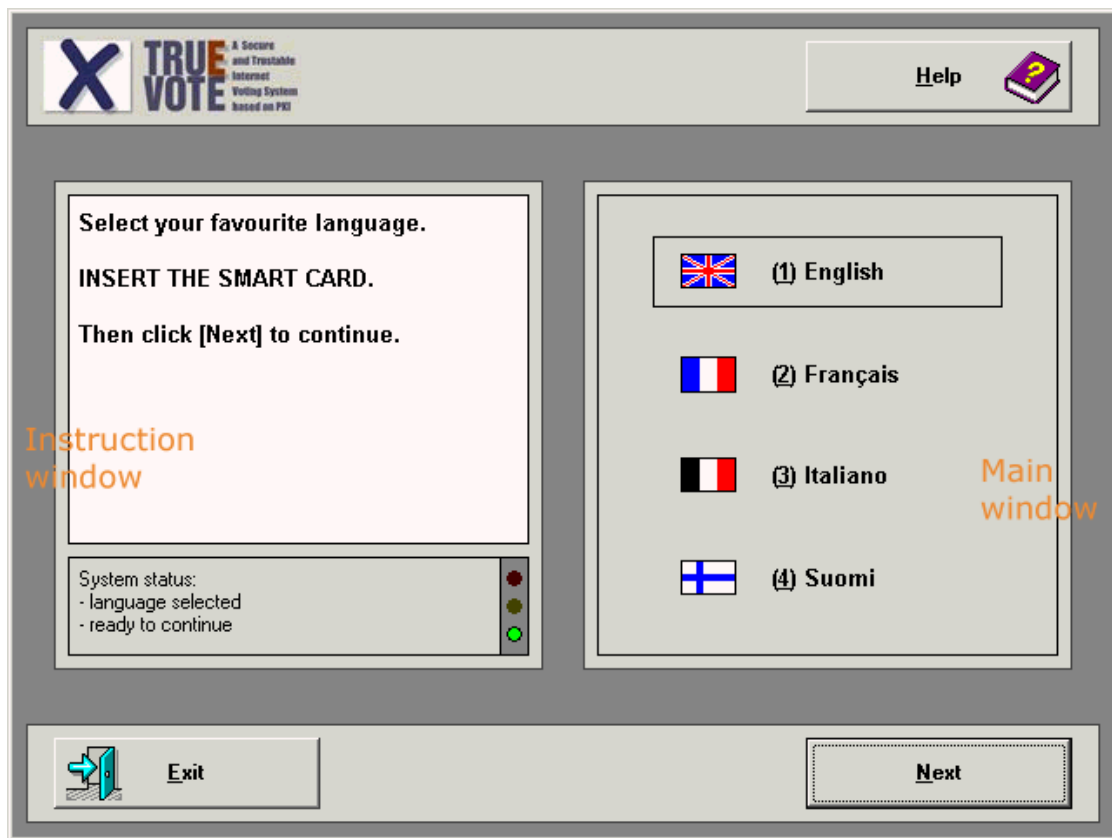 TRUE
VOTE
A Secure
and Trustable
Internet
Voting System
based on PKI
Help
Select your favourite language.
INSERT THE SMART CARD.
Then click [Next] to continue.
Instruction
window
System status:
- language selected
- ready to continue
(1) English
(2) Français
(3) Italiano
(4) Suomi
Main
window
Exit
Next